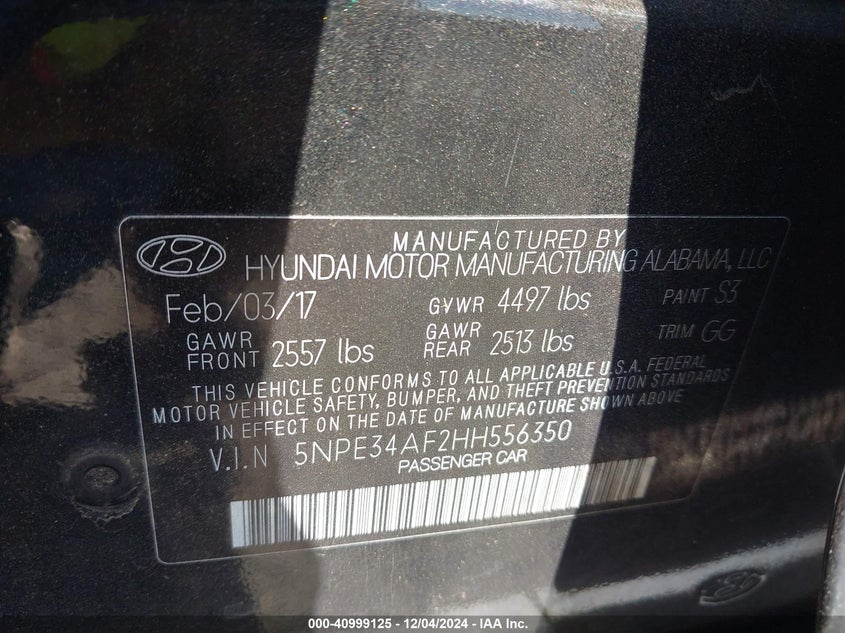 MANUFACTURED BY
HYUNDAI MOTOR MANUFACTURING ALABAMA, LLC
Feb/03/17 GVWR 4497 lbs PAINT S3
GAWR FRONT 2557 lbs GAWR REAR 2513 lbs TRIM GG
THIS VEHICLE CONFORMS TO ALL APPLICABLE U.S.A. FEDERAL
MOTOR VEHICLE SAFETY, BUMPER, AND THEFT PREVENTION STANDARDS
IN EFFECT ON THE DATE OF MANUFACTURE SHOWN ABOVE
V.I.N 5NPE34AF2HH556350
PASSENGER CAR
000-40999125 - 12/04/2024 - IAA Inc.